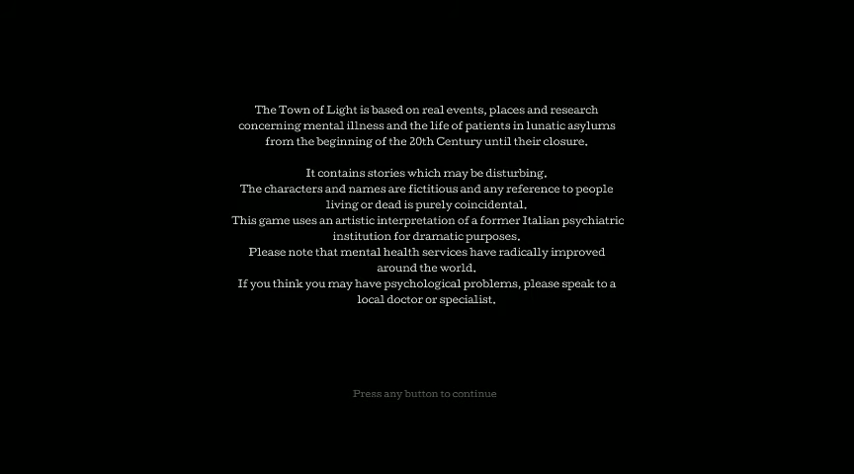 The Town of Light is based on real events, places and research
concerning mental illness and the life of patients in lunatic asylums
from the beginning of the 20th Century until their closure.
It contains stories which may be disturbing.
The characters and names are fictitious and any reference to people
living or dead is purely coincidental.
This game uses an artistic interpretation of a former Italian psychiatric
institution for dramatic purposes.
Please note that mental health services have radically improved
around the world.
If you think you may have psychological problems, please speak to a
local doctor or specialist.
Press any button to continue